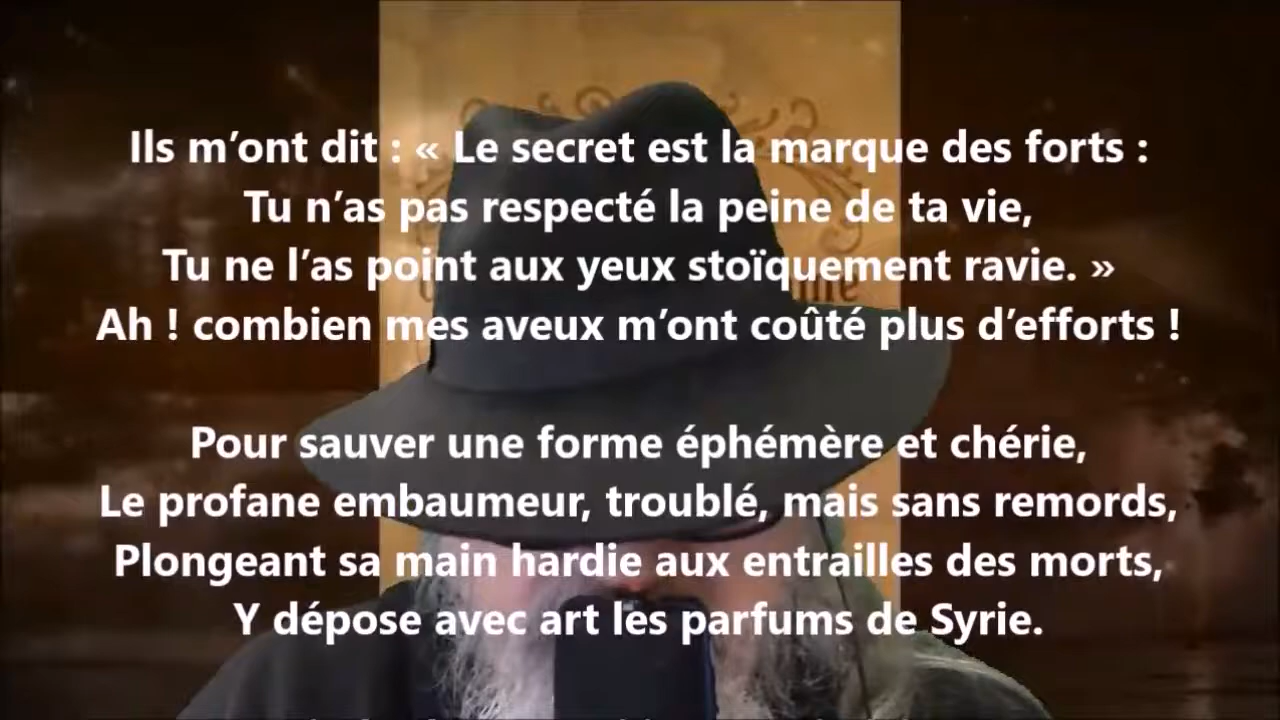 Ils m’ont dit : « Le secret est la marque des forts :
Tu n’as pas respecté la peine de ta vie,
Tu ne l’as point aux yeux stoïquement ravie. »
Ah ! combien mes aveux m’ont coûté plus d’efforts !
Pour sauver une forme éphémère et chérie,
Le profane embaumeur, troublé, mais sans remords,
Plongeant sa main hardie aux entrailles des morts,
Y dépose avec art les parfums de Syrie.